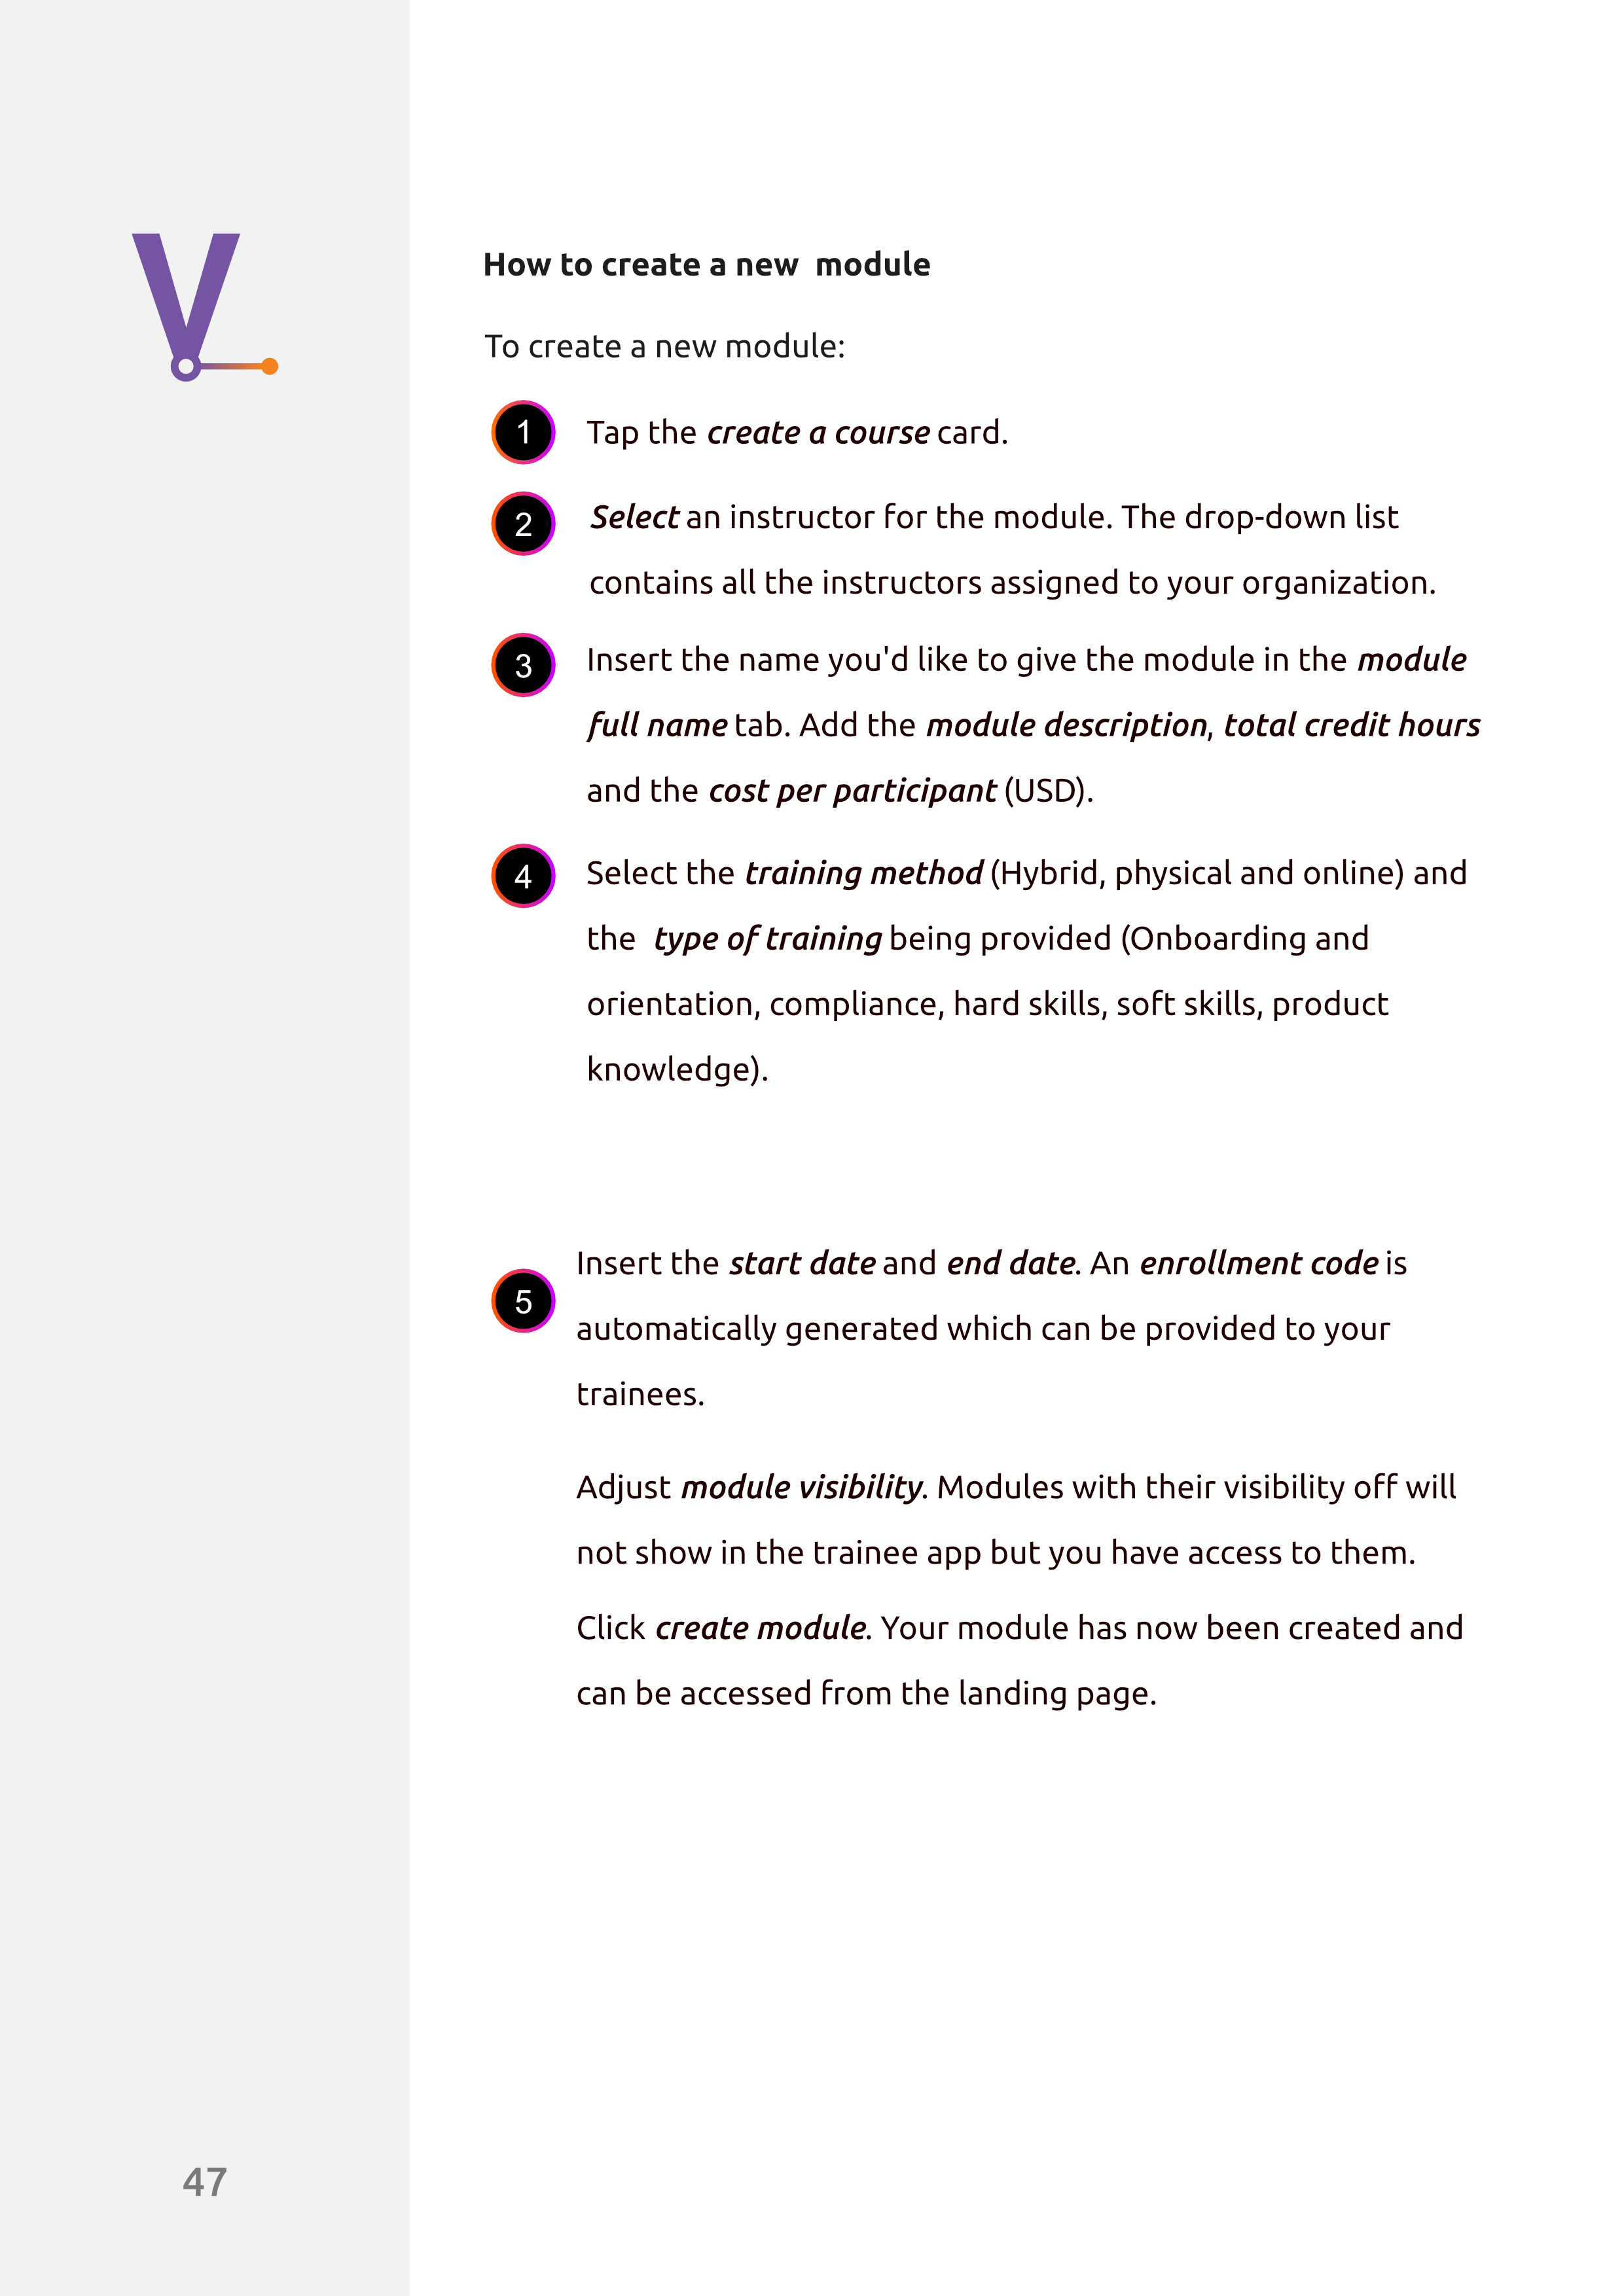 V
How to create a new  module
To create a new module:
1 Tap the create a course card.
2 Select an instructor for the module. The drop-down list
contains all the instructors assigned to your organization.
3 Insert the name you'd like to give the module in the module
full name tab. Add the module description, total credit hours
and the cost per participant (USD).
4 Select the training method (Hybrid, physical and online) and
the  type of training being provided (Onboarding and
orientation, compliance, hard skills, soft skills, product
knowledge).
5 Insert the start date and end date. An enrollment code is
automatically generated which can be provided to your
trainees.
Adjust module visibility. Modules with their visibility off will
not show in the trainee app but you have access to them.
Click create module. Your module has now been created and
can be accessed from the landing page.
47